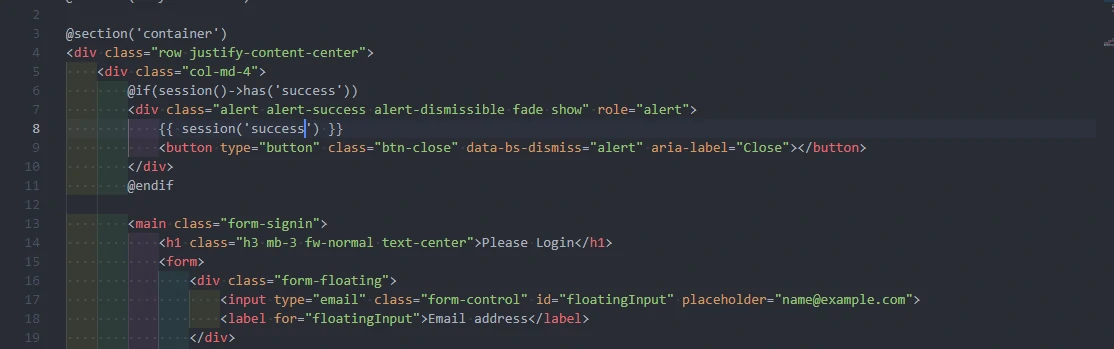 2
3 @section('container')
4 <div class="row justify-content-center">
5 <div class="col-md-4">
6 @if(session()->has('success'))
7 <div class="alert alert-success alert-dismissible fade show" role="alert">
8 {{ session('success') }}
9 <button type="button" class="btn-close" data-bs-dismiss="alert" aria-label="Close"></button>
10 </div>
11 @endif
12
13 <main class="form-signin">
14 <h1 class="h3 mb-3 fw-normal text-center">Please Login</h1>
15 <form>
16 <div class="form-floating">
17 <input type="email" class="form-control" id="floatingInput" placeholder="name@example.com">
18 <label for="floatingInput">Email address</label>
19 </div>